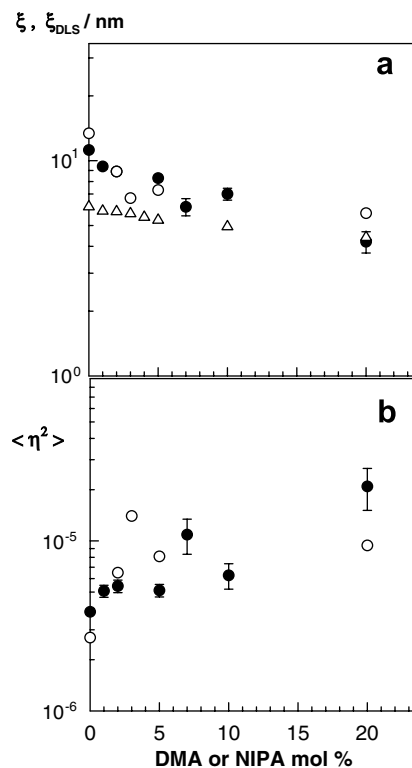 ξ , ξDLS / nm
a
10¹
10⁰
b
< η² >
10⁻⁵
10⁻⁶
0 5 10 15 20
DMA or NIPA mol %